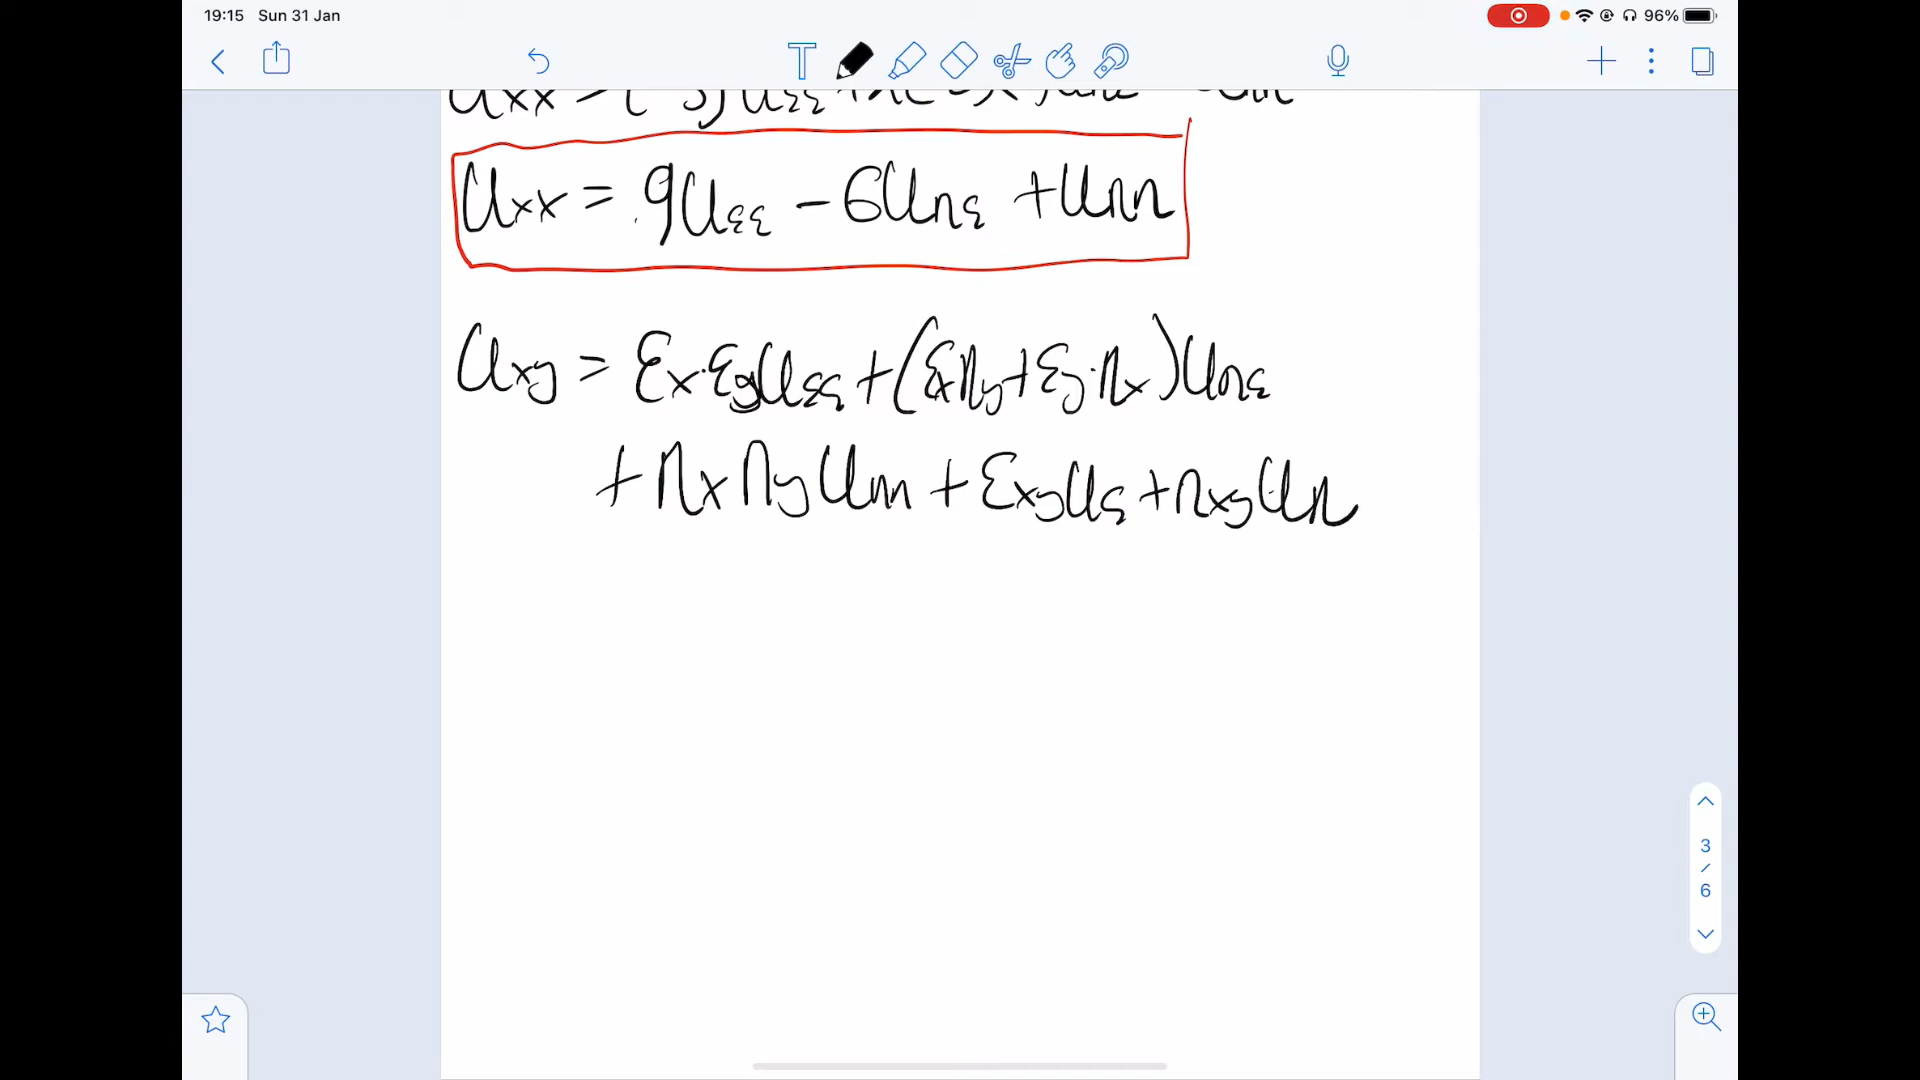 19:15 Sun 31 Jan 96%
Uxx = 9Uξξ - 6Uηξ + Uηη
Uxy = ξx·ξyUξξ + (ξxηy + ξy·ηx)Uηξ
+ ηxηyUηη + ξxyUξ + ηxyUη
3
/
6